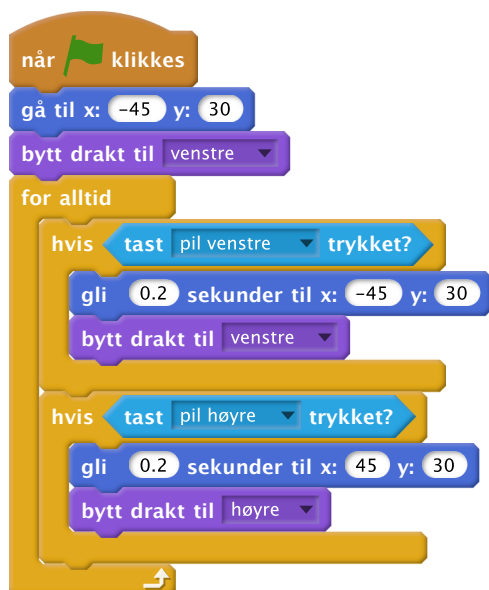 når klikkes
gå til x: -45 y: 30
bytt drakt til venstre
for alltid
hvis tast pil venstre trykket?
gli 0.2 sekunder til x: -45 y: 30
bytt drakt til venstre
hvis tast pil høyre trykket?
gli 0.2 sekunder til x: 45 y: 30
bytt drakt til høyre